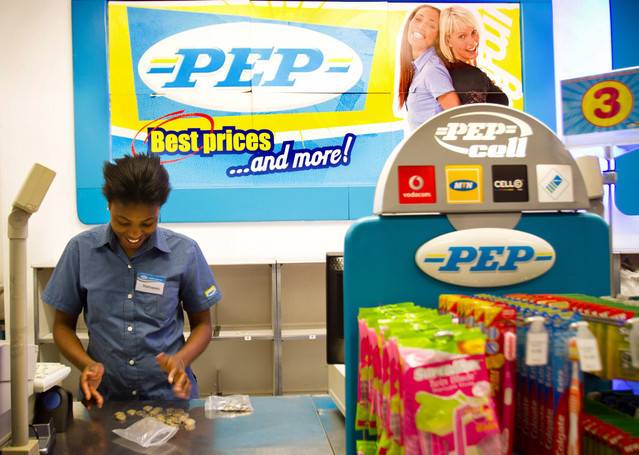 PEP
Best prices
...and more!
3
PEP
cell
vodacom
MTN
CELL C
PEP